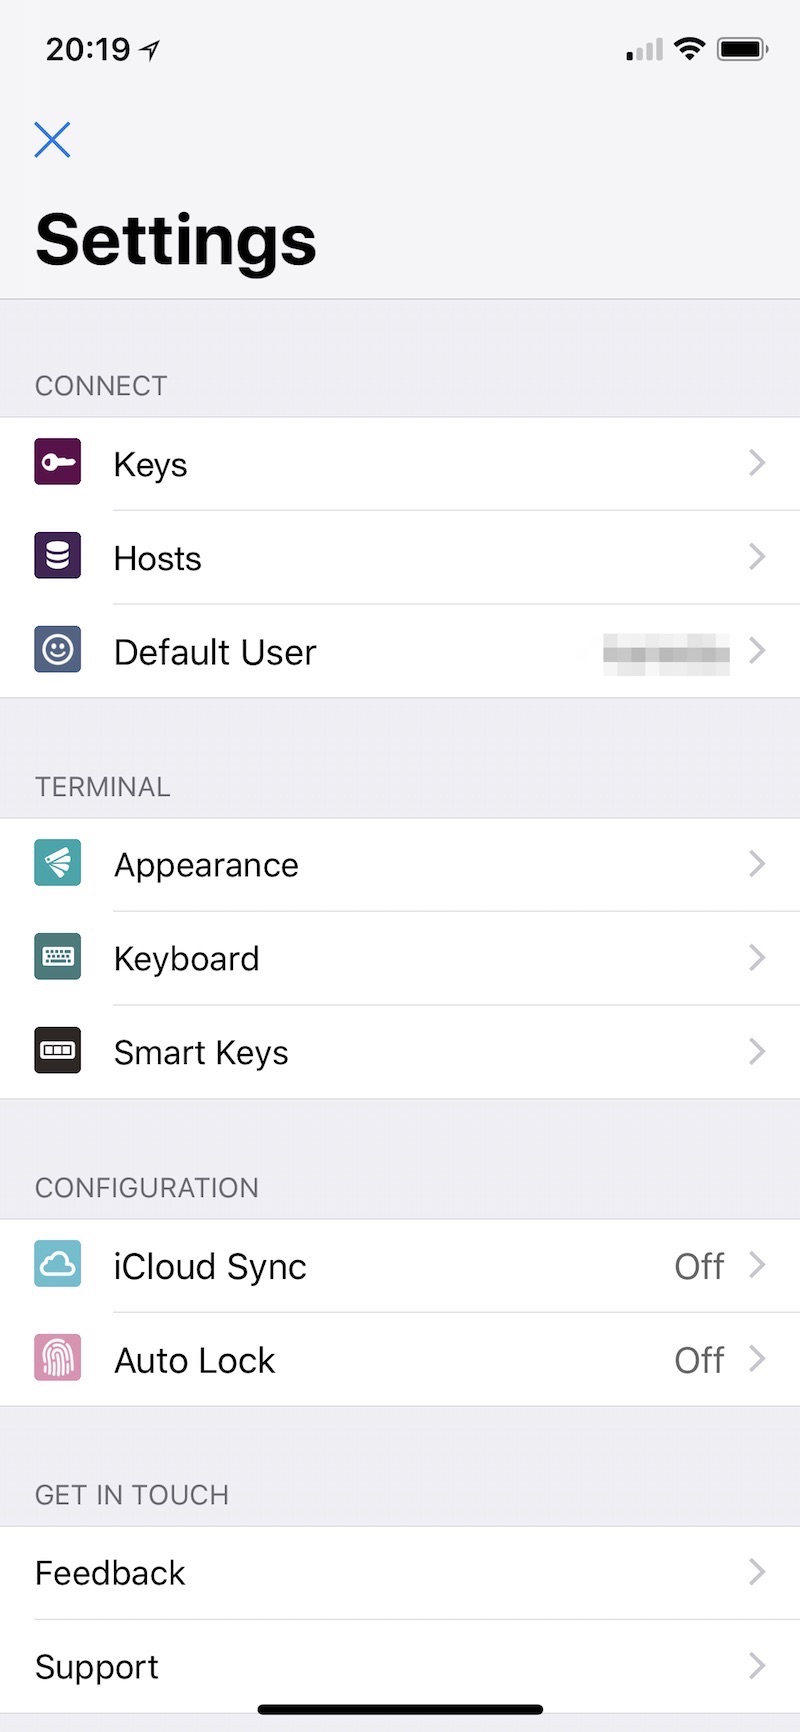 20:19
Settings
CONNECT
Keys
Hosts
Default User
TERMINAL
Appearance
Keyboard
Smart Keys
CONFIGURATION
iCloud Sync Off
Auto Lock Off
GET IN TOUCH
Feedback
Support